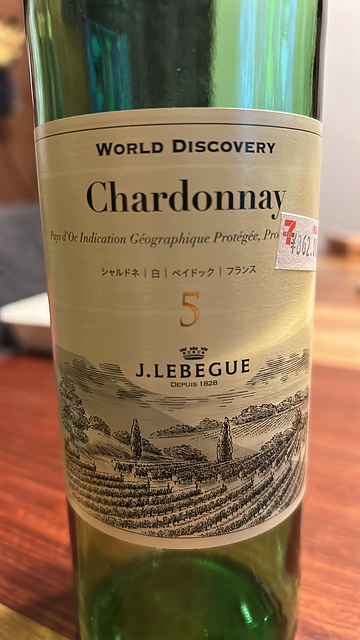 WORLD DISCOVERY
Chardonnay
Pays d'Oc Indication Géographique Protégée,
シャルドネ | 白 | ペイドック | フランス
5
J.LEBEGUE
DEPUIS 1828
7